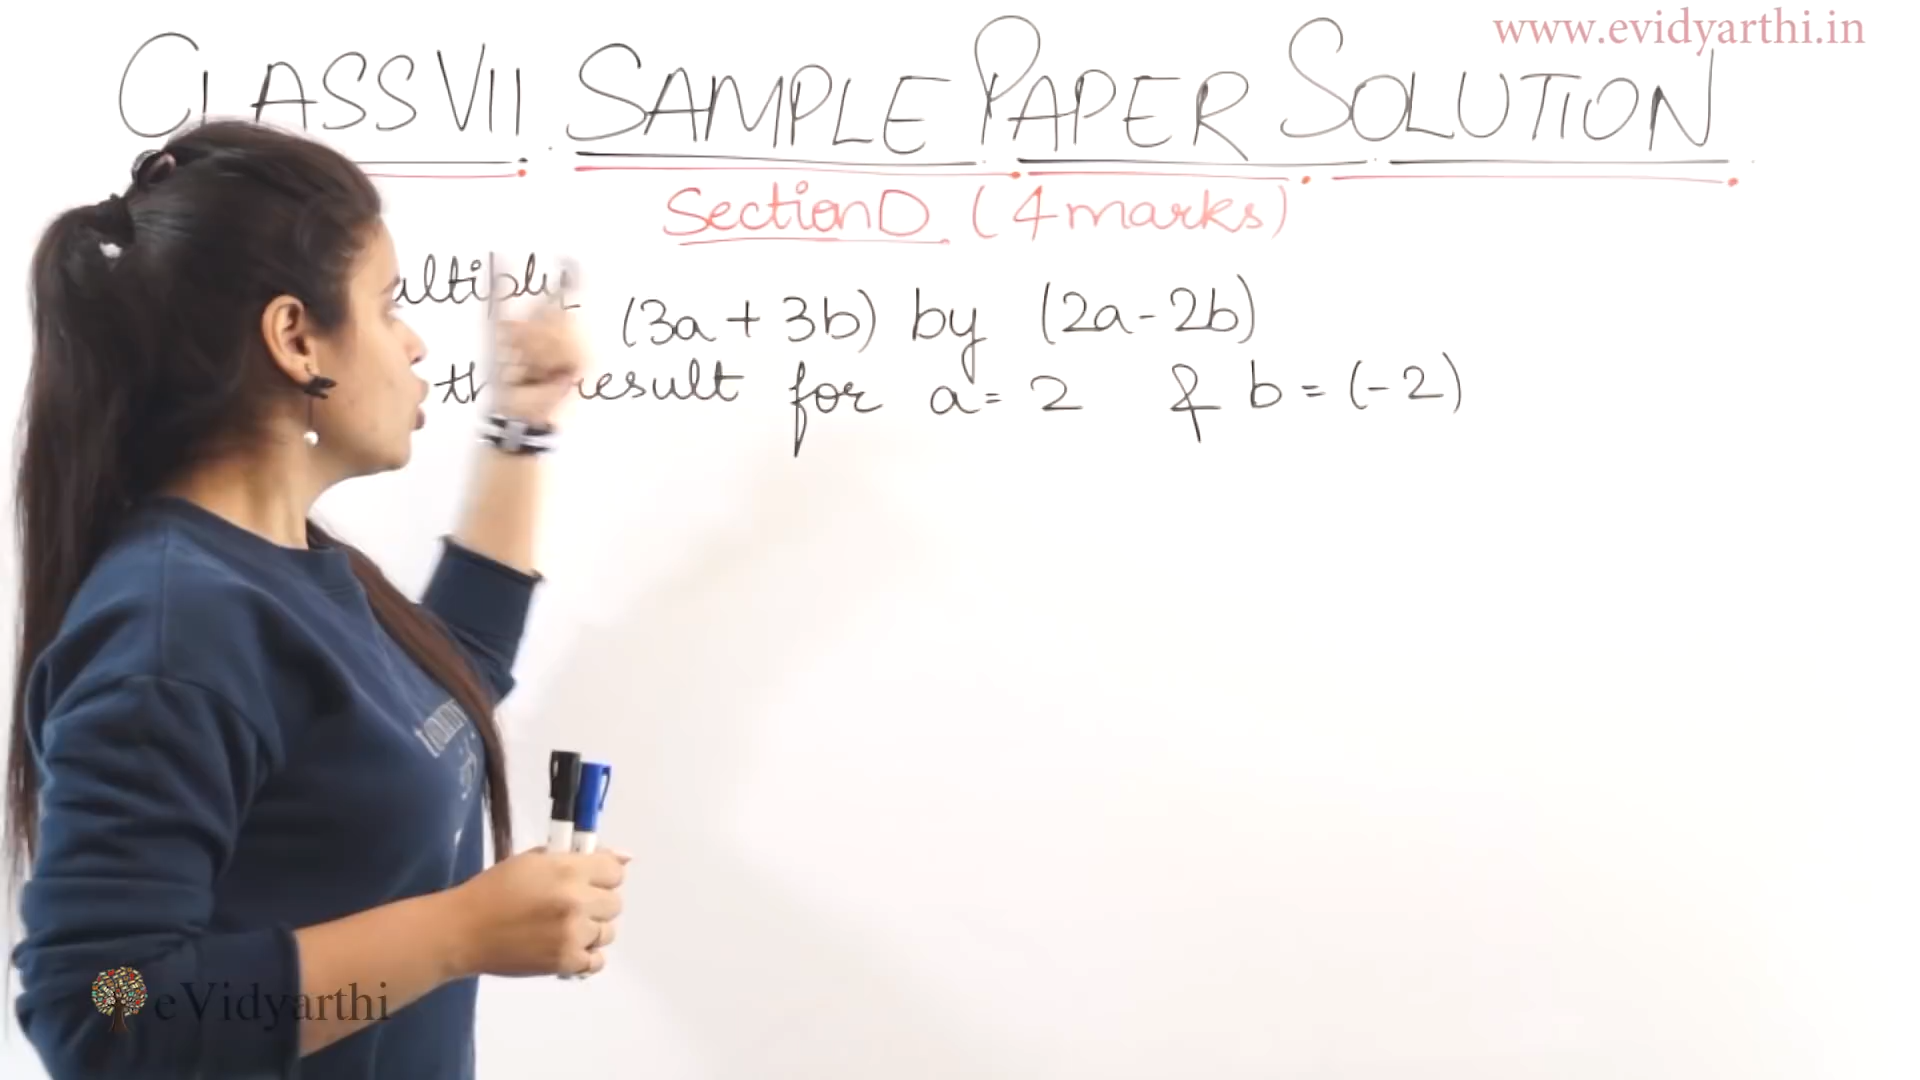 www.evidyarthi.in
CLASS VII SAMPLE PAPER SOLUTION
Section D (4 marks)
(3a + 3b) by (2a - 2b)
result for a = 2 & b = (-2)
eVidyarthi